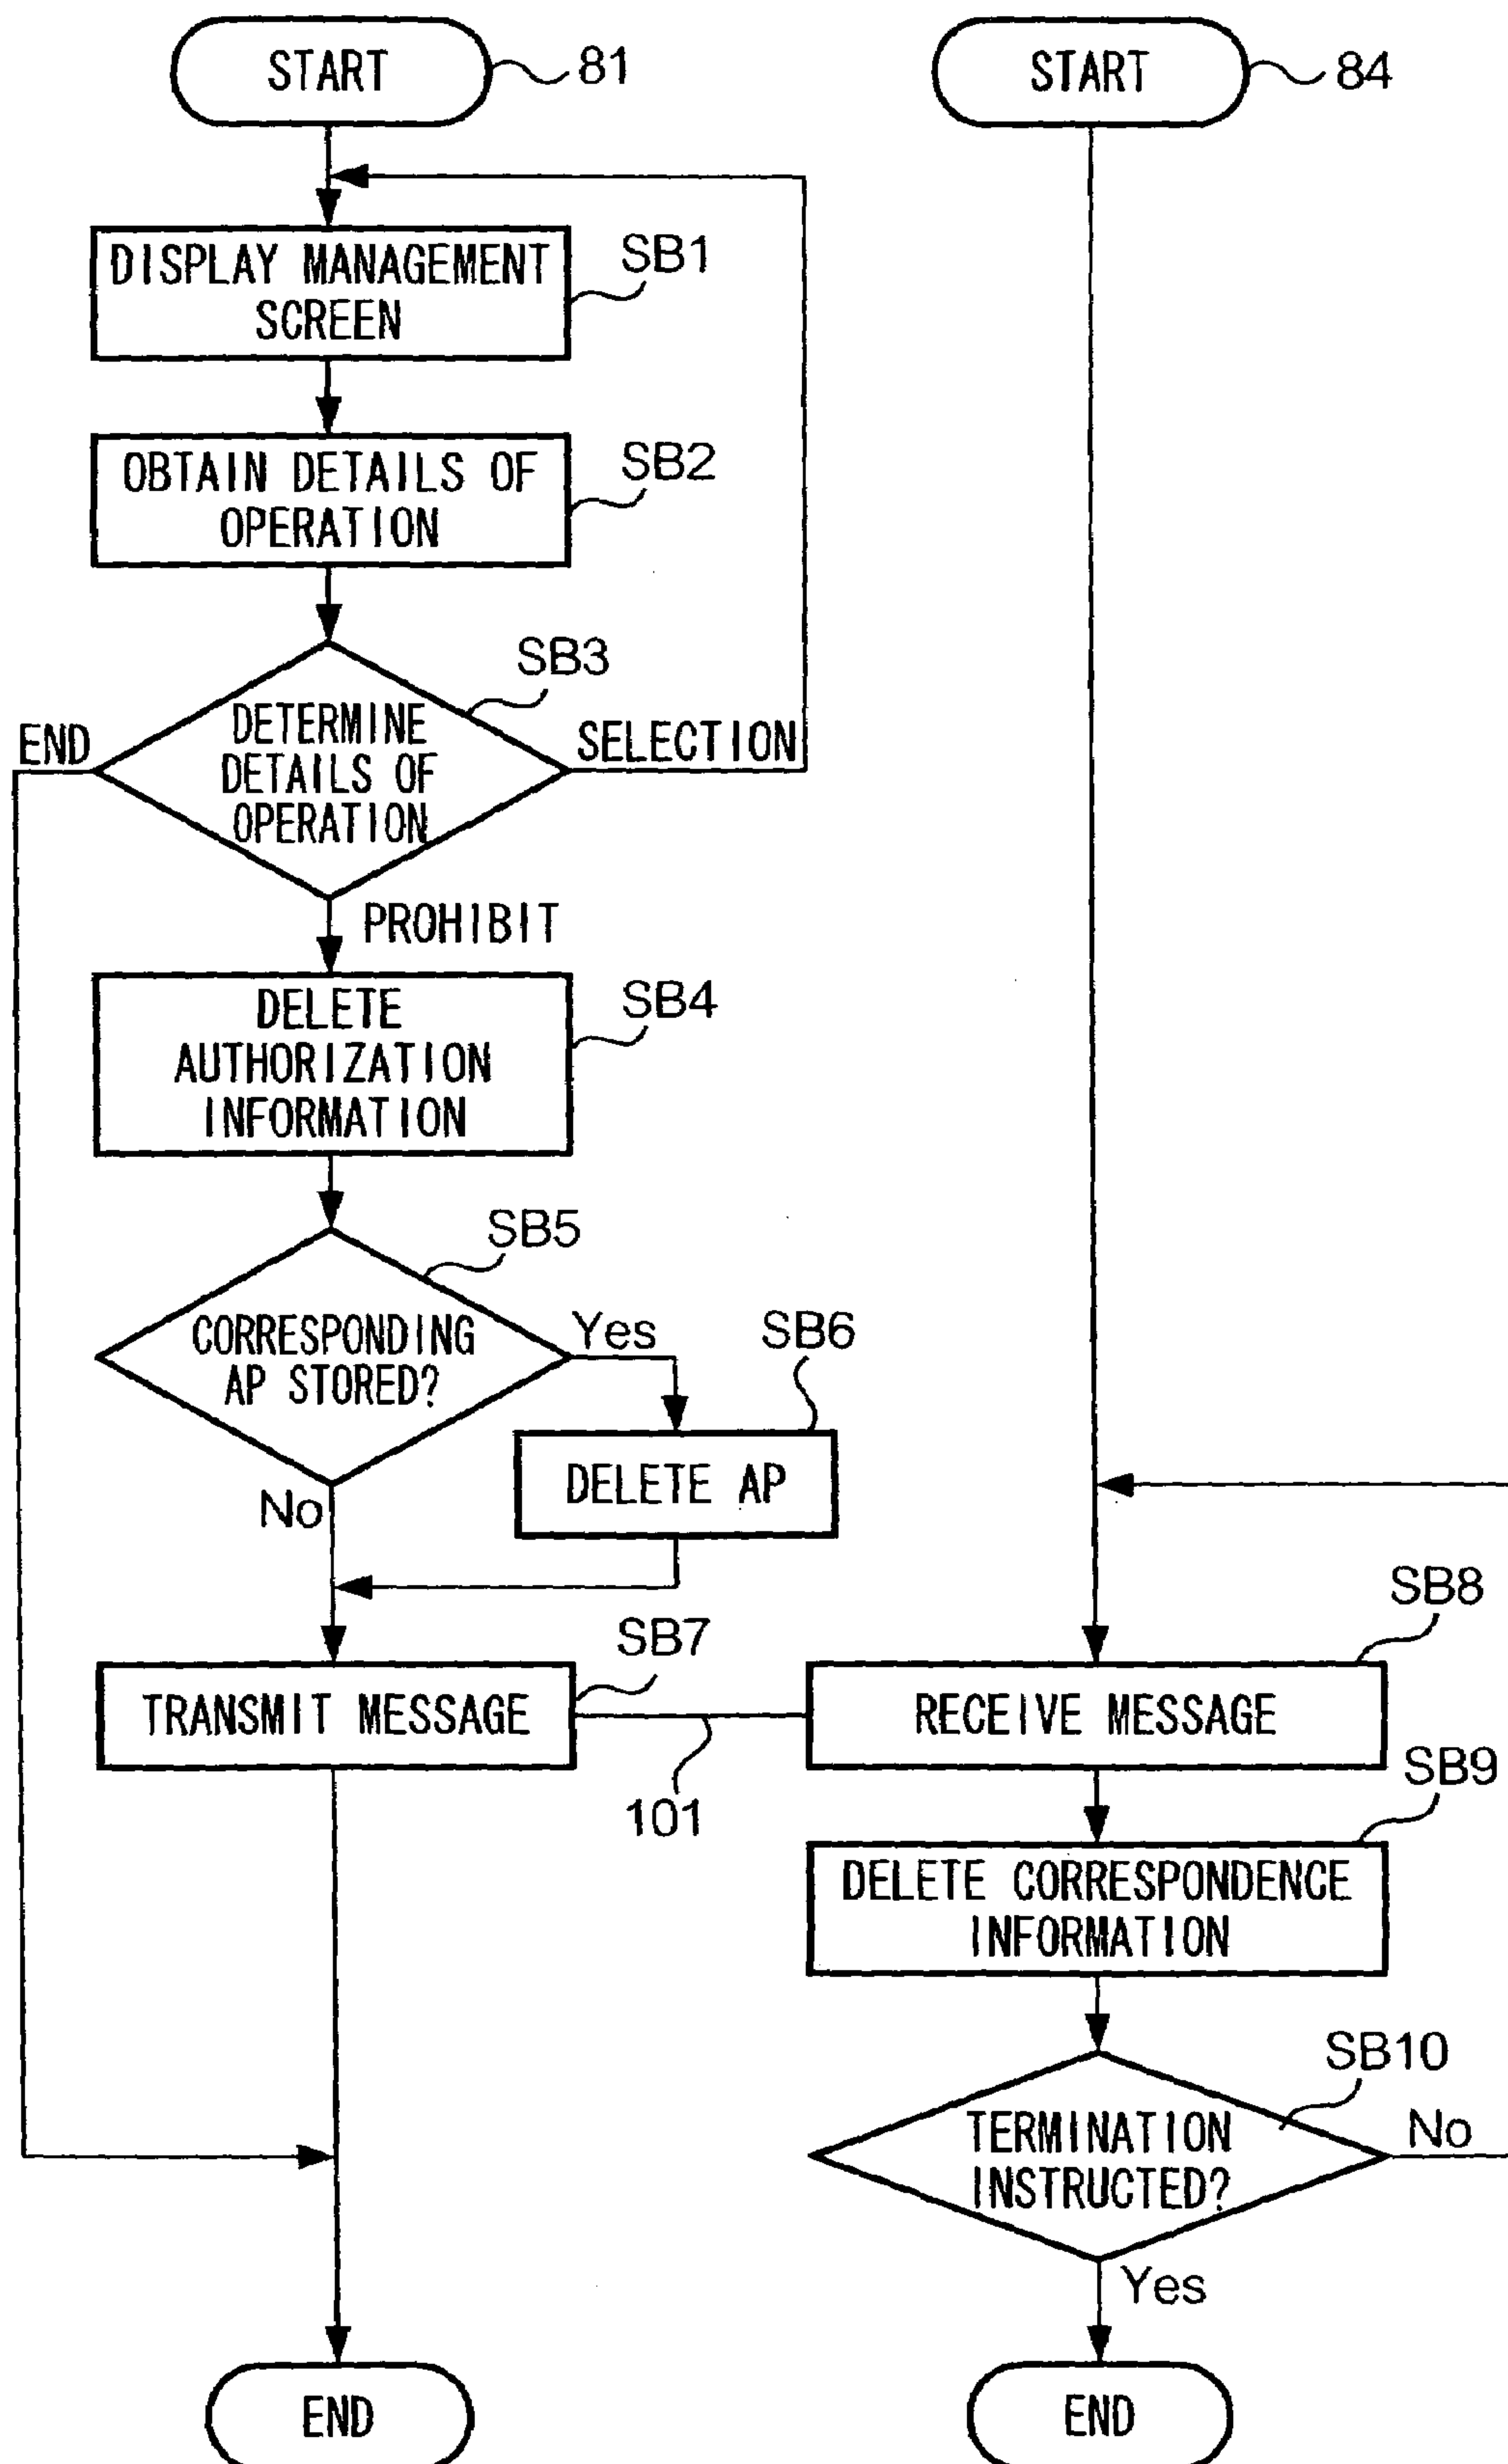 START
81
START
84
DISPLAY MANAGEMENT
SCREEN
SB1
OBTAIN DETAILS OF
OPERATION
SB2
SB3
DETERMINE
DETAILS OF
OPERATION
END
SELECTION
PROHIBIT
DELETE
AUTHORIZATION
INFORMATION
SB4
SB5
CORRESPONDING
AP STORED?
Yes
SB6
DELETE AP
No
SB7
TRANSMIT MESSAGE
101
SB8
RECEIVE MESSAGE
SB9
DELETE CORRESPONDENCE
INFORMATION
SB10
TERMINATION
INSTRUCTED?
No
Yes
END
END